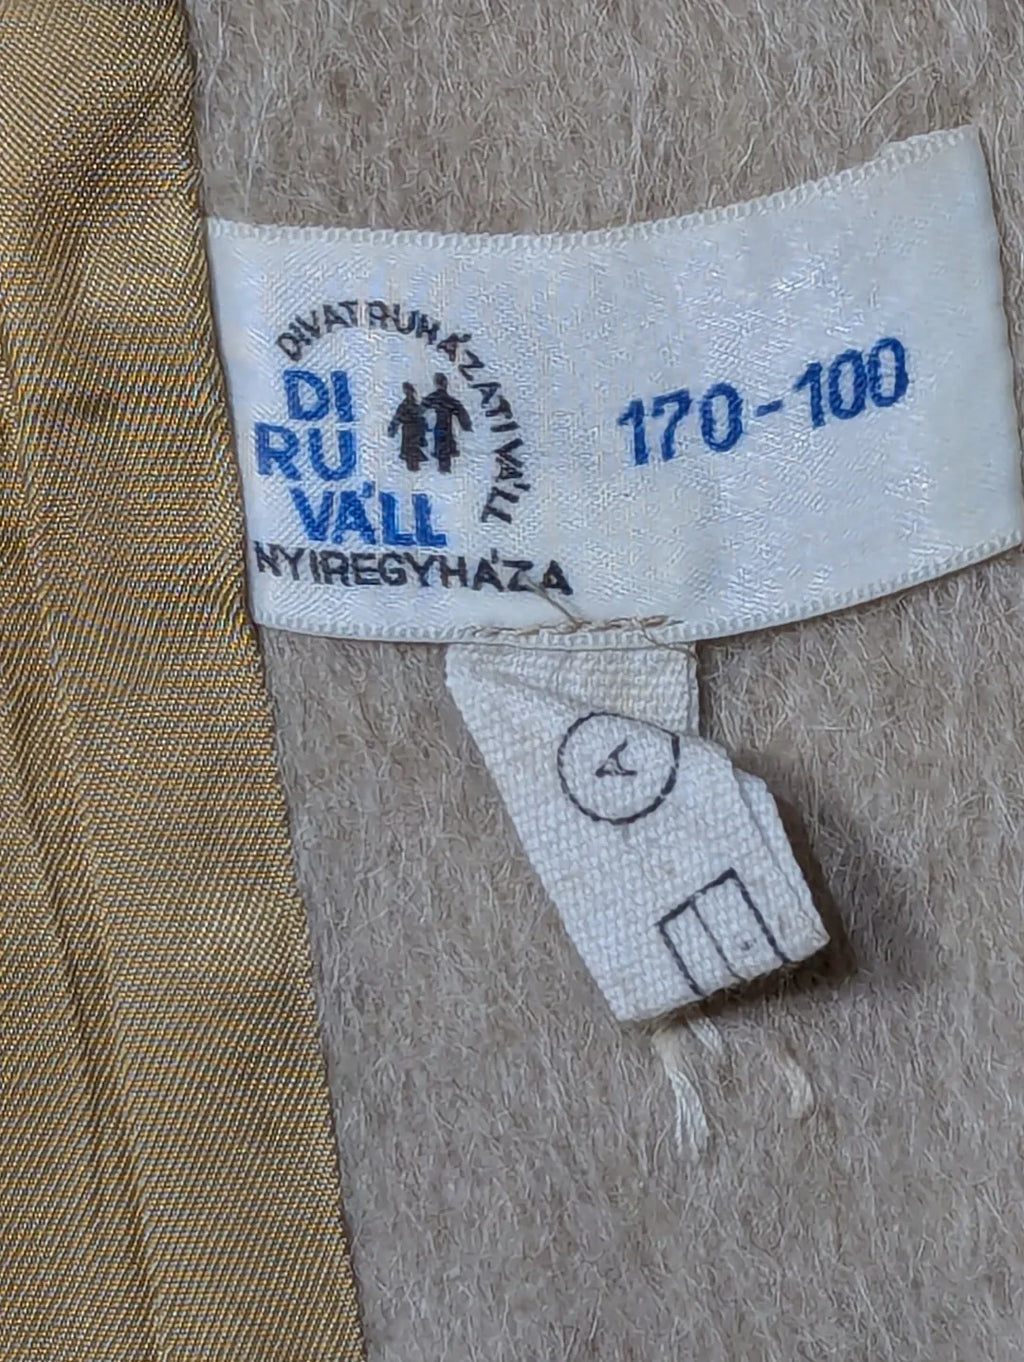 DIVATRUHÁZATI VÁLL
DI
RU
VÁLL
NYIREGYHÁZA
170-100
A